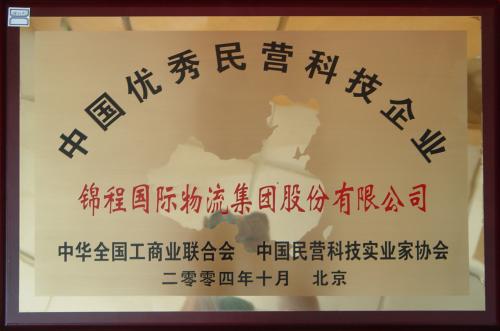 中国优秀民营科技企业
锦程国际物流集团股份有限公司
中华全国工商业联合会 中国民营科技实业家协会
二零零四年十月 北京